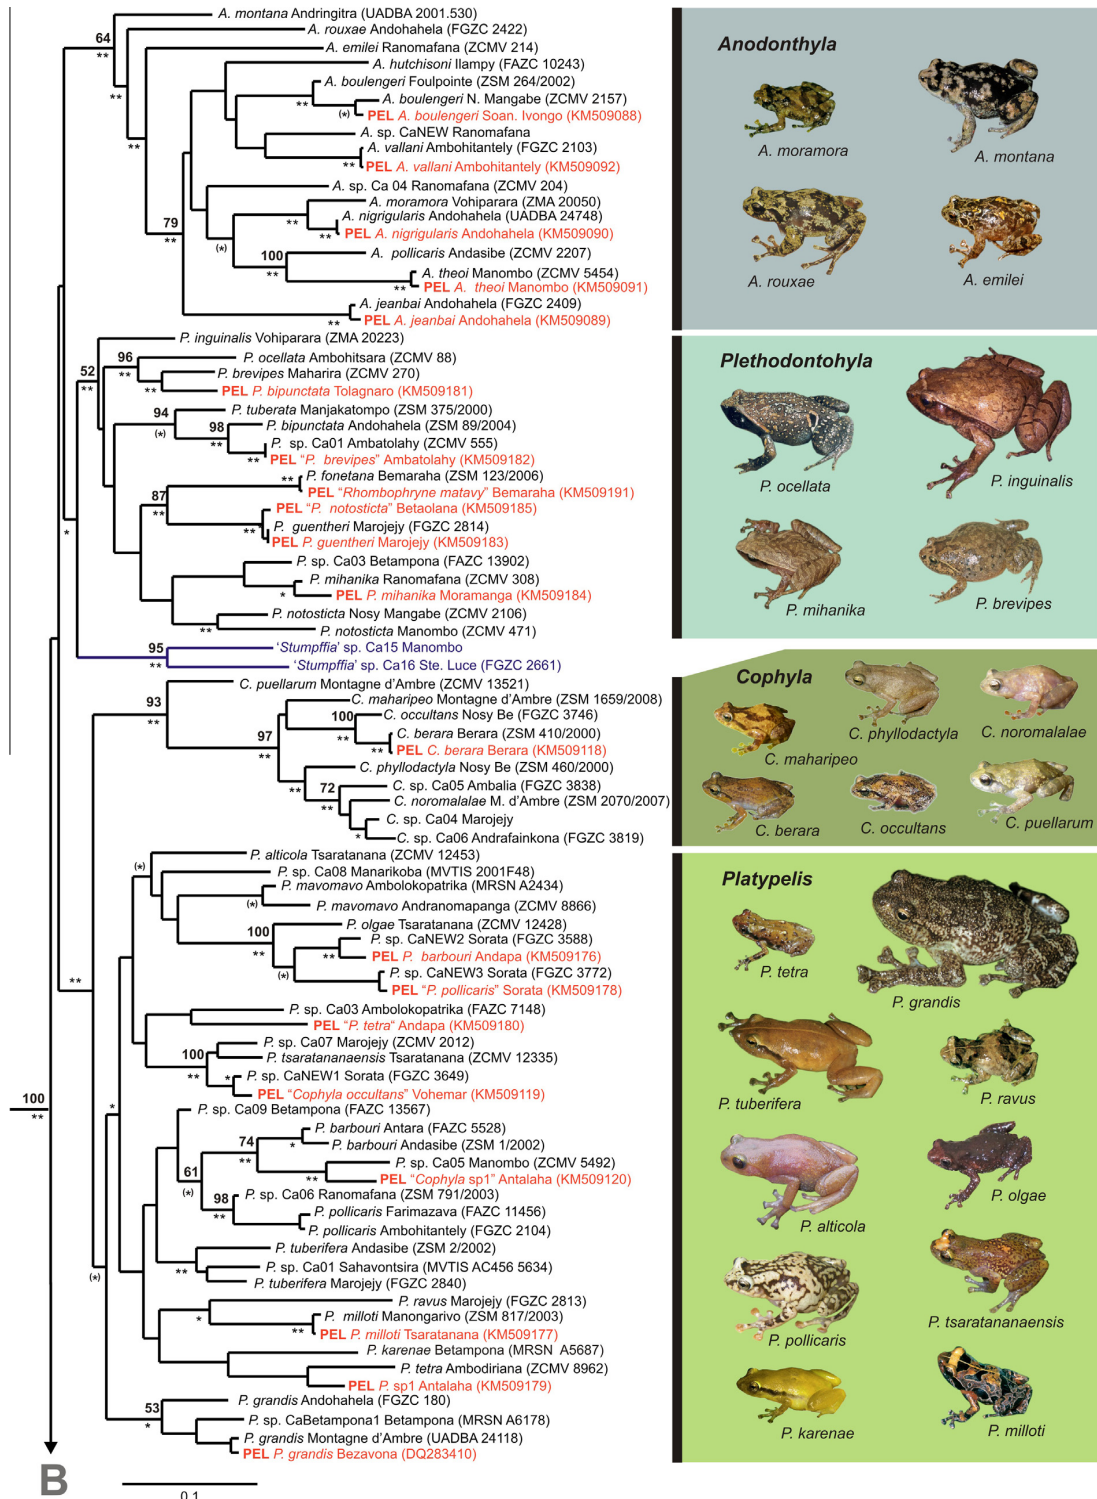 A. montana Andringitra (UADBA 2001.530)
64
A. rouxae Andohahela (FGZC 2422)
**
A. emilei Ranomafana (ZCMV 214)
**
A. hutchisoni Ilampy (FAZC 10243)
A. boulengeri Foulpointe (ZSM 264/2002)
**
A. boulengeri N. Mangabe (ZCMV 2157)
**
(*)
PEL A. boulengeri Soan. Ivongo (KM509088)
A. sp. CaNEW Ranomafana
A. vallani Ambohitantely (FGZC 2103)
**
PEL A. vallani Ambohitantely (KM509092)
A. sp. Ca 04 Ranomafana (ZCMV 204)
A. moramora Vohiparara (ZMA 20050)
79
**
**
A. nigrigularis Andohahela (UADBA 24748)
**
PEL A. nigrigularis Andohahela (KM509090)
(*)
A. pollicaris Andasibe (ZCMV 2207)
100
**
A. theoi Manombo (ZCMV 5454)
**
PEL A. theoi Manombo (KM509091)
A. jeanbai Andohahela (FGZC 2409)
**
PEL A. jeanbai Andohahela (KM509089)
P. inguinalis Vohiparara (ZMA 20223)
96
**
P. ocellata Ambohitsara (ZCMV 88)
52
**
P. brevipes Maharira (ZCMV 270)
**
PEL P. bipunctata Tolagnaro (KM509181)
94
(*)
P. tuberata Manjakatompo (ZSM 375/2000)
98
**
P. bipunctata Andohahela (ZSM 89/2004)
P. sp. Ca01 Ambatolahy (ZCMV 555)
**
PEL "P. brevipes" Ambatolahy (KM509182)
**
P. fonetana Bemaraha (ZSM 123/2006)
87
**
PEL "Rhombophryne matavy" Bemaraha (KM509191)
PEL "P. notosticta" Betaolana (KM509185)
**
P. guentheri Marojejy (FGZC 2814)
*
PEL P. guentheri Marojejy (KM509183)
P. sp. Ca03 Betampona (FAZC 13902)
P. mihanika Ranomafana (ZCMV 308)
*
PEL P. mihanika Moramanga (KM509184)
P. notosticta Nosy Mangabe (ZCMV 2106)
**
P. notosticta Manombo (ZCMV 471)
95
**
'Stumpffia' sp. Ca15 Manombo
'Stumpffia' sp. Ca16 Ste. Luce (FGZC 2661)
C. puellarum Montagne d'Ambre (ZCMV 13521)
93
**
C. maharipeo Montagne d'Ambre (ZSM 1659/2008)
100
**
C. occultans Nosy Be (FGZC 3746)
97
**
C. berara Berara (ZSM 410/2000)
**
PEL C. berara Berara (KM509118)
C. phyllodactyla Nosy Be (ZSM 460/2000)
**
72
**
C. sp. Ca05 Ambalia (FGZC 3838)
C. noromalalae M. d'Ambre (ZSM 2070/2007)
C. sp. Ca04 Marojejy
*
C. sp. Ca06 Andrafainkona (FGZC 3819)
P. alticola Tsaratanana (ZCMV 12453)
(*)
P. sp. Ca08 Manarikoba (MVTIS 2001F48)
P. mavomavo Ambolokopatrika (MRSN A2434)
(*)
P. mavomavo Andranomapanga (ZCMV 8866)
P. olgae Tsaratanana (ZCMV 12428)
100
**
P. sp. CaNEW2 Sorata (FGZC 3588)
**
PEL P. barbouri Andapa (KM509176)
(*)
P. sp. CaNEW3 Sorata (FGZC 3772)
PEL "P. pollicaris" Sorata (KM509178)
**
P. sp. Ca03 Ambolokopatrika (FAZC 7148)
PEL "P. tetra" Andapa (KM509180)
P. sp. Ca07 Marojejy (ZCMV 2012)
100
**
P. tsaratananaensis Tsaratanana (ZCMV 12335)
P. sp. CaNEW1 Sorata (FGZC 3649)
*
PEL "Cophyla occultans" Vohemar (KM509119)
100
**
*
P. sp. Ca09 Betampona (FAZC 13567)
P. barbouri Antara (FAZC 5528)
74
**
*
P. barbouri Andasibe (ZSM 1/2002)
P. sp. Ca05 Manombo (ZCMV 5492)
61
(*)
**
PEL "Cophyla sp1" Antalaha (KM509120)
P. sp. Ca06 Ranomafana (ZSM 791/2003)
98
**
P. pollicaris Farimazava (FAZC 11456)
P. pollicaris Ambohitantely (FGZC 2104)
P. tuberifera Andasibe (ZSM 2/2002)
**
P. sp. Ca01 Sahavontsira (MVTIS AC456 5634)
(*)
P. tuberifera Marojejy (FGZC 2840)
P. ravus Marojejy (FGZC 2813)
*
P. milloti Manongarivo (ZSM 817/2003)
**
PEL P. milloti Tsaratanana (KM509177)
P. karenae Betampona (MRSN A5687)
P. tetra Ambodiriana (ZCMV 8962)
PEL P. sp1 Antalaha (KM509179)
P. grandis Andohahela (FGZC 180)
53
*
P. sp. CaBetampona1 Betampona (MRSN A6178)
P. grandis Montagne d'Ambre (UADBA 24118)
PEL P. grandis Bezavona (DQ283410)
B
0.1
Anodonthyla
A. moramora
A. montana
A. rouxae
A. emilei
Plethodontohyla
P. ocellata
P. inguinalis
P. mihanika
P. brevipes
Cophyla
C. phyllodactyla
C. noromalalae
C. maharipeo
C. berara
C. occultans
C. puellarum
Platypelis
P. tetra
P. grandis
P. tuberifera
P. ravus
P. olgae
P. alticola
P. tsaratananaensis
P. pollicaris
P. karenae
P. milloti